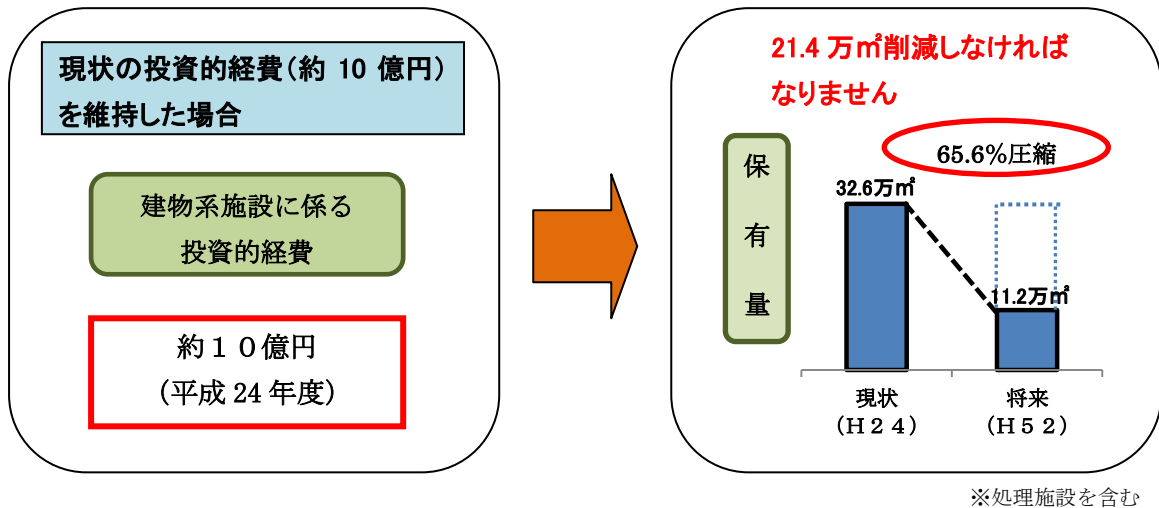 現状の投資的経費（約 10 億円）
を維持した場合
建物系施設に係る
投資的経費
約１０億円
（平成 24 年度）
21.4 万㎡削減しなければ
なりません
保有量
65.6%圧縮
32.6万㎡
11.2万㎡
現状
（Ｈ２４）
将来
（Ｈ５２）
※処理施設を含む